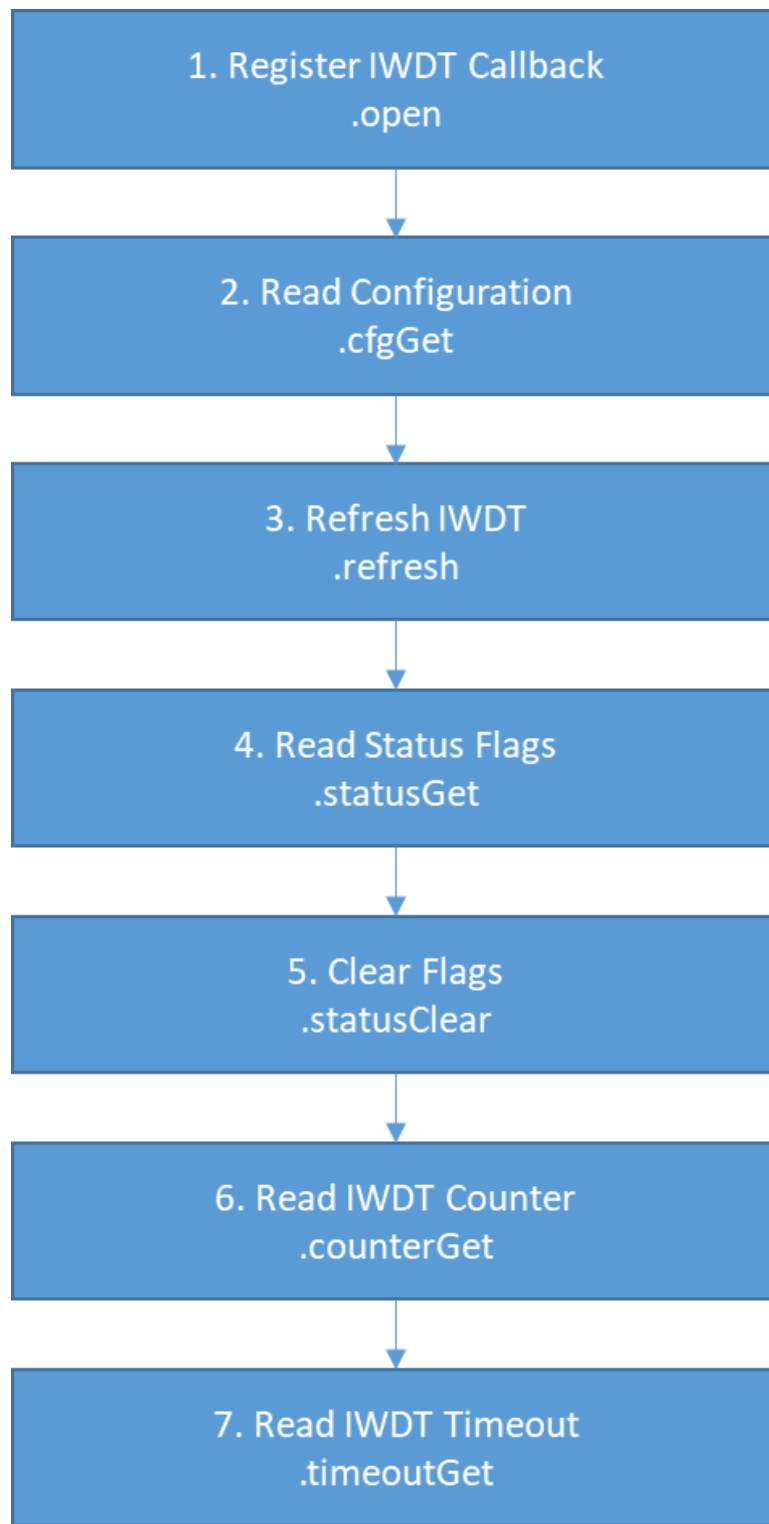 1. Register IWDT Callback
.open
2. Read Configuration
.cfgGet
3. Refresh IWDT
.refresh
4. Read Status Flags
.statusGet
5. Clear Flags
.statusClear
6. Read IWDT Counter
.counterGet
7. Read IWDT Timeout
.timeoutGet